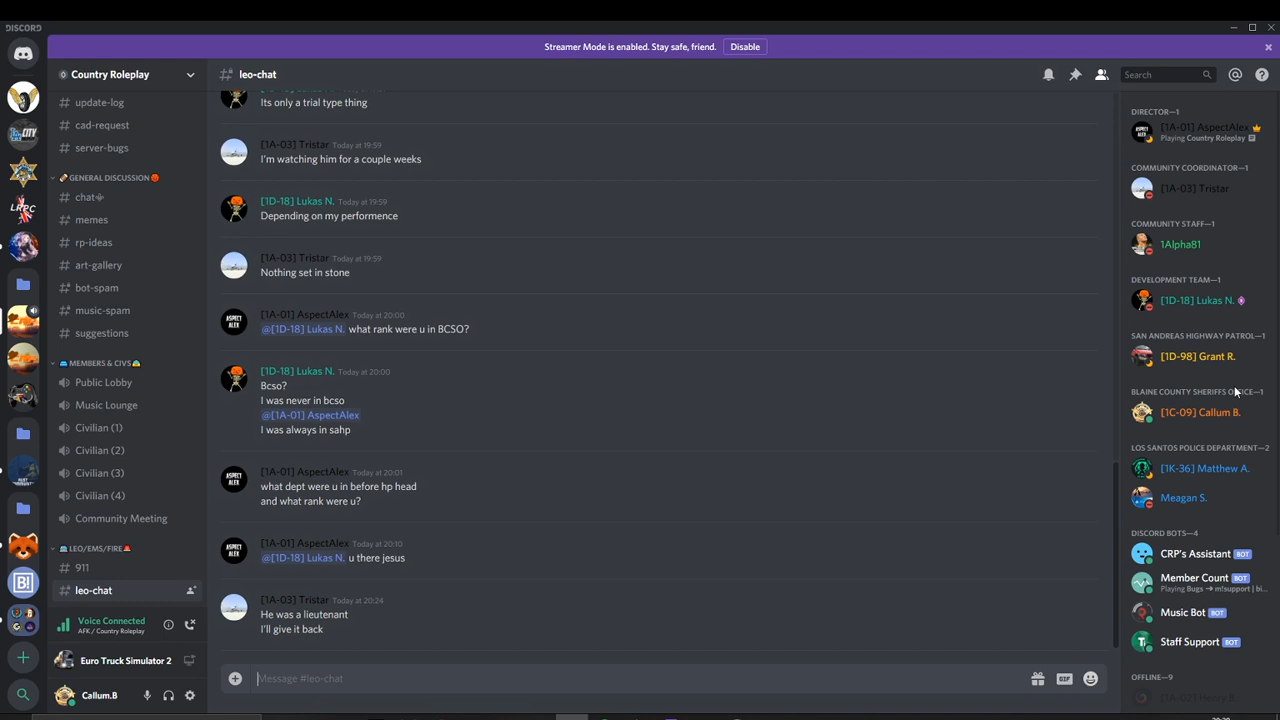 DISCORD
Streamer Mode is enabled. Stay safe, friend. Disable
Country Roleplay
leo-chat
Search
update-log
cad-request
server-bugs
GENERAL DISCUSSION
chat
memes
rp-ideas
art-gallery
bot-spam
music-spam
suggestions
MEMBERS & CIVS
Public Lobby
Music Lounge
Civilian (1)
Civilian (2)
Civilian (3)
Civilian (4)
Community Meeting
LEO/EMS/FIRE
911
leo-chat
Voice Connected
AFK / Country Roleplay
Euro Truck Simulator 2
Callum.B
Its only a trial type thing
[1A-03] Tristar Today at 19:59
I'm watching him for a couple weeks
[1D-18] Lukas N. Today at 19:59
Depending on my performence
[1A-03] Tristar Today at 19:59
Nothing set in stone
[1A-01] AspectAlex Today at 20:00
@[1D-18] Lukas N. what rank were u in BCSO?
[1D-18] Lukas N. Today at 20:00
Bcso?
I was never in bcso
@[1A-01] AspectAlex
I was always in sahp
[1A-01] AspectAlex Today at 20:01
what dept were u in before hp head
and what rank were u?
[1A-01] AspectAlex Today at 20:10
@[1D-18] Lukas N. u there jesus
[1A-03] Tristar Today at 20:24
He was a lieutenant
I'll give it back
Message #leo-chat
GIF
DIRECTOR—1
[1A-01] AspectAlex
Playing Country Roleplay
COMMUNITY COORDINATOR—1
[1A-03] Tristar
COMMUNITY STAFF—1
1Alpha81
DEVELOPMENT TEAM—1
[1D-18] Lukas N.
SAN ANDREAS HIGHWAY PATROL—1
[1D-98] Grant R.
BLAINE COUNTY SHERIFFS OFFICE—1
[1C-09] Callum B.
LOS SANTOS POLICE DEPARTMENT—2
[1K-36] Matthew A.
Meagan S.
DISCORD BOTS—4
CRP's Assistant BOT
Member Count BOT
Playing Bugs → m!support | bi...
Music Bot BOT
Staff Support BOT
OFFLINE—9
[1A-02] Henry B.